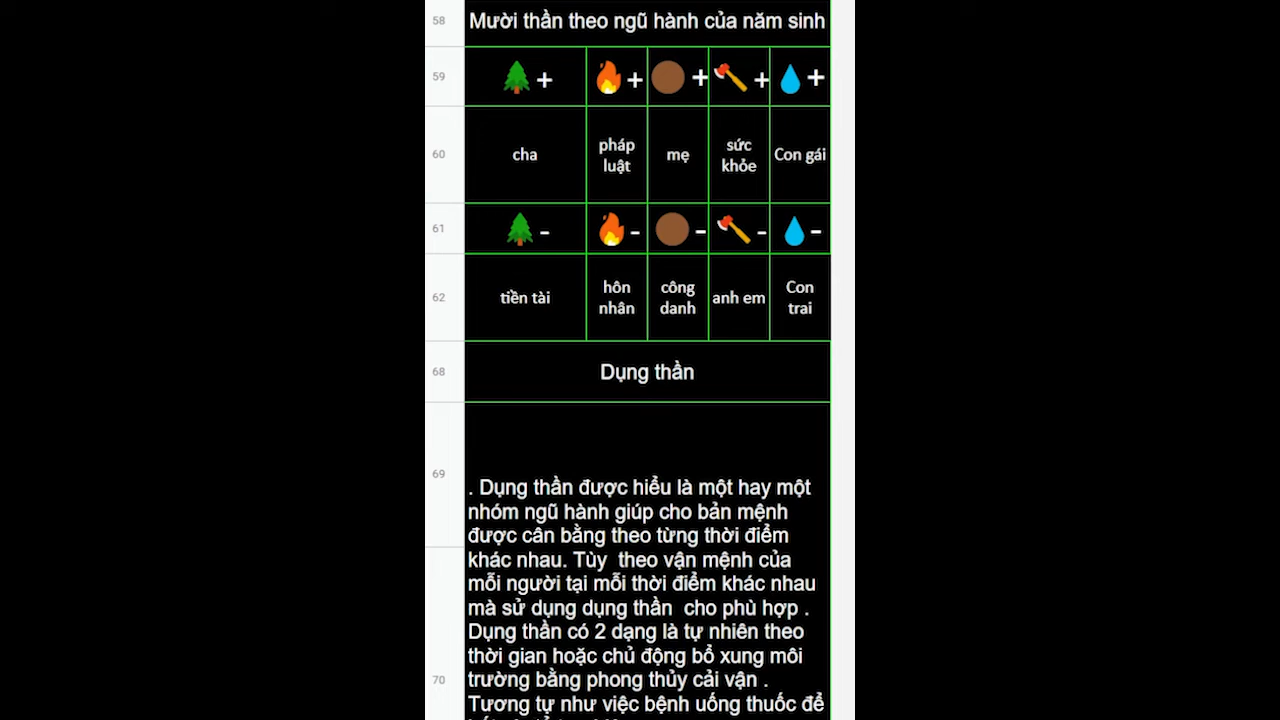 58 Mười thần theo ngũ hành của năm sinh
59 + + + + +
60 cha pháp luật mẹ sức khỏe Con gái
61 - - - - -
62 tiền tài hôn nhân công danh anh em Con trai
68 Dụng thần
69
. Dụng thần được hiểu là một hay một
nhóm ngũ hành giúp cho bản mệnh
được cân bằng theo từng thời điểm
khác nhau. Tùy  theo vận mệnh của
mỗi người tại mỗi thời điểm khác nhau
mà sử dụng dụng thần  cho phù hợp .
Dụng thần có 2 dạng là tự nhiên theo
thời gian hoặc chủ động bổ xung môi
70 trường bằng phong thủy cải vận .
Tương tự như việc bệnh uống thuốc để